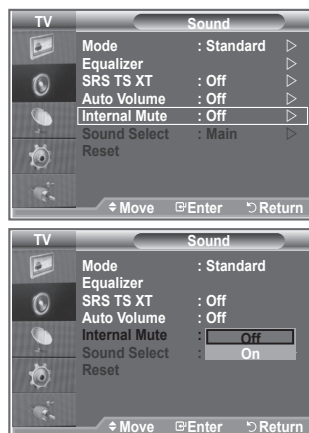 TV Sound
Mode : Standard
Equalizer
SRS TS XT : Off
Auto Volume : Off
Internal Mute : Off
Sound Select : Main
Reset
Move Enter Return
TV Sound
Mode : Standard
Equalizer
SRS TS XT : Off
Auto Volume : Off
Internal Mute : Off
Sound Select : On
Reset
Move Enter Return